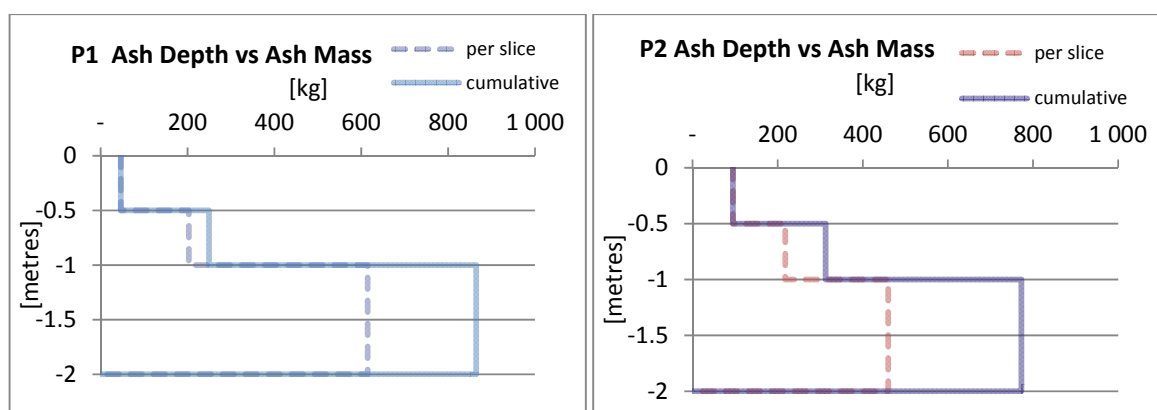 P1  Ash Depth vs Ash Mass
[kg]
per slice
cumulative
-
200
400
600
800
1 000
0
-0.5
-1
-1.5
-2
[metres]
P2 Ash Depth vs Ash Mass
[kg]
per slice
cumulative
-
200
400
600
800
1 000
0
-0.5
-1
-1.5
-2
[metres]